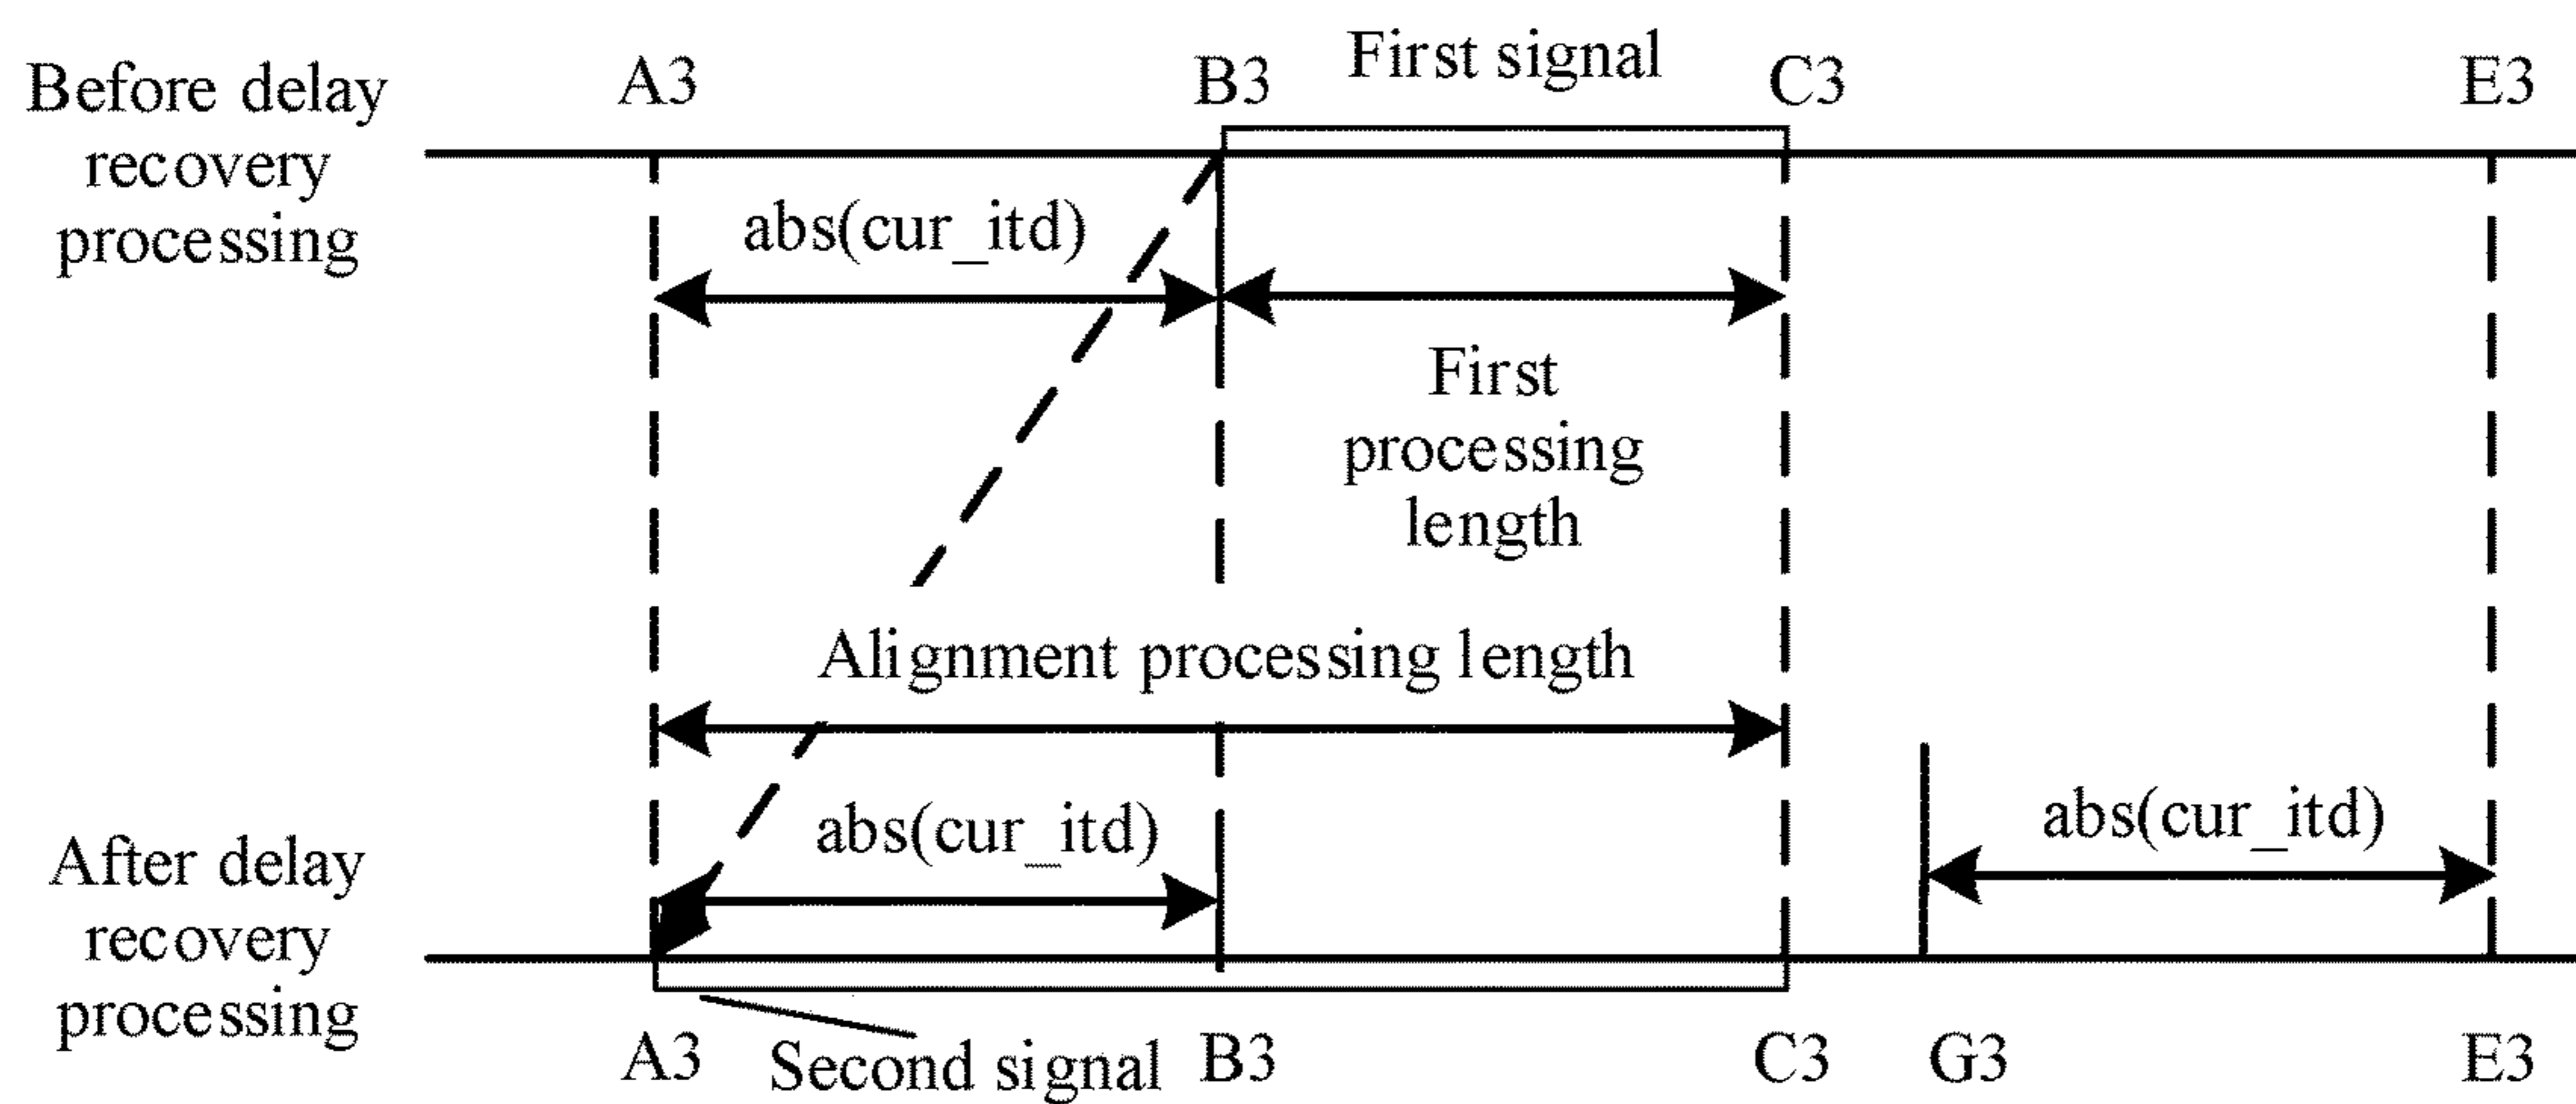 Before delay
recovery
processing
A3
B3
First signal
C3
E3
abs(cur_itd)
First
processing
length
Alignment processing length
abs(cur_itd)
abs(cur_itd)
After delay
recovery
processing
A3
Second signal
B3
C3
G3
E3